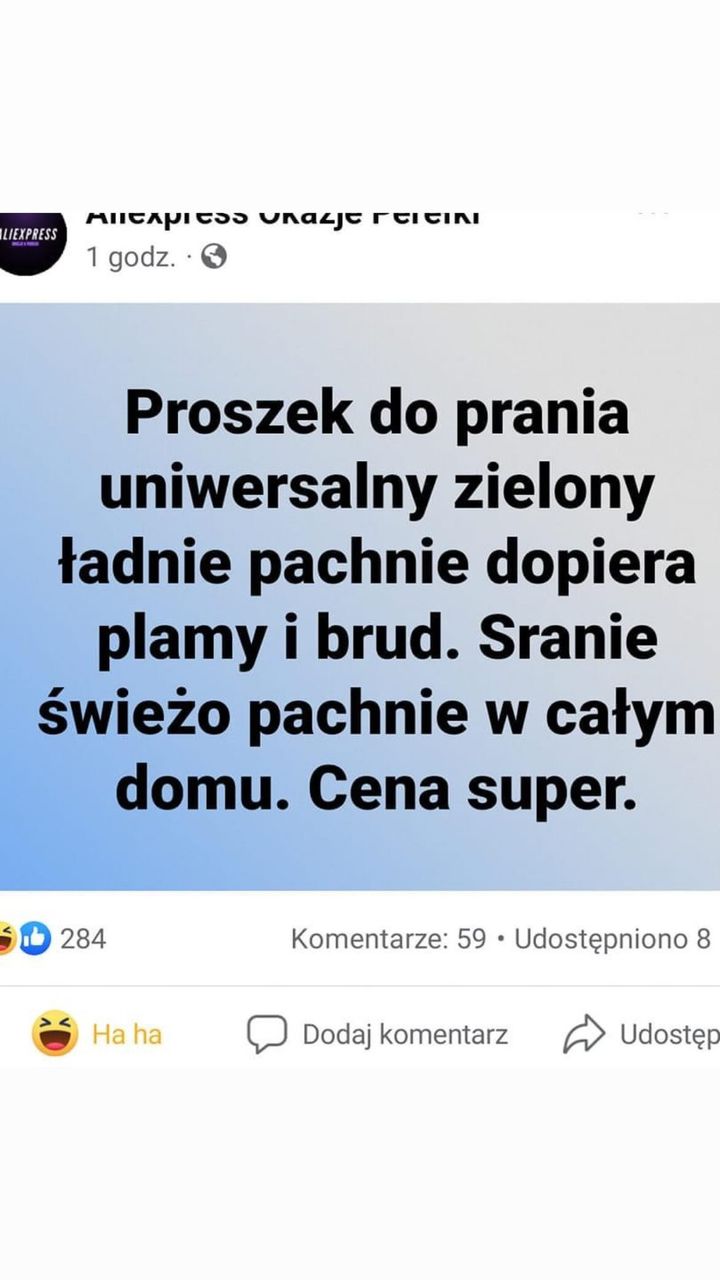 Aliexpress Okazje Perełki
ALIEXPRESS
1 godz. ·
Proszek do prania
uniwersalny zielony
ładnie pachnie dopiera
plamy i brud. Sranie
świeżo pachnie w całym
domu. Cena super.
284
Komentarze: 59 • Udostępniono 8
Ha ha
Dodaj komentarz
Udostęp